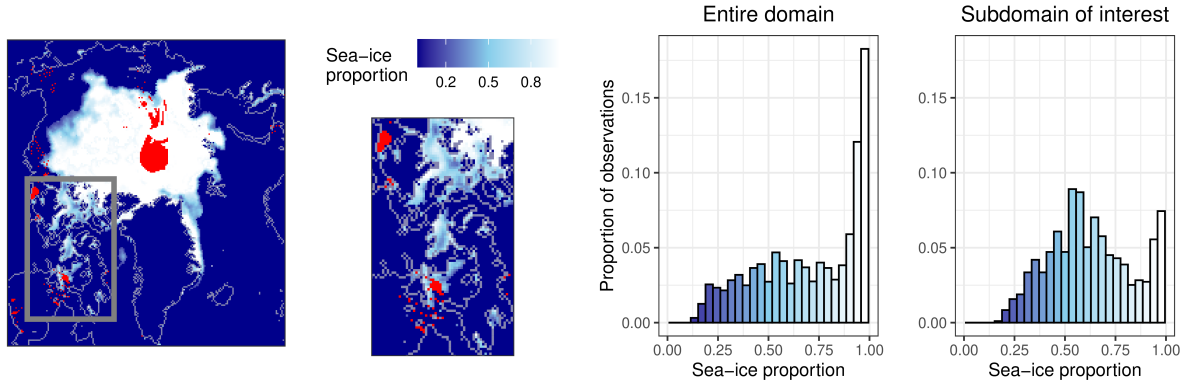 Sea−ice
proportion
0.2 0.5 0.8
Entire domain
Proportion of observations
0.15
0.10
0.05
0.00
0.00 0.25 0.50 0.75 1.00
Sea−ice proportion
Subdomain of interest
0.15
0.10
0.05
0.00
0.00 0.25 0.50 0.75 1.00
Sea−ice proportion